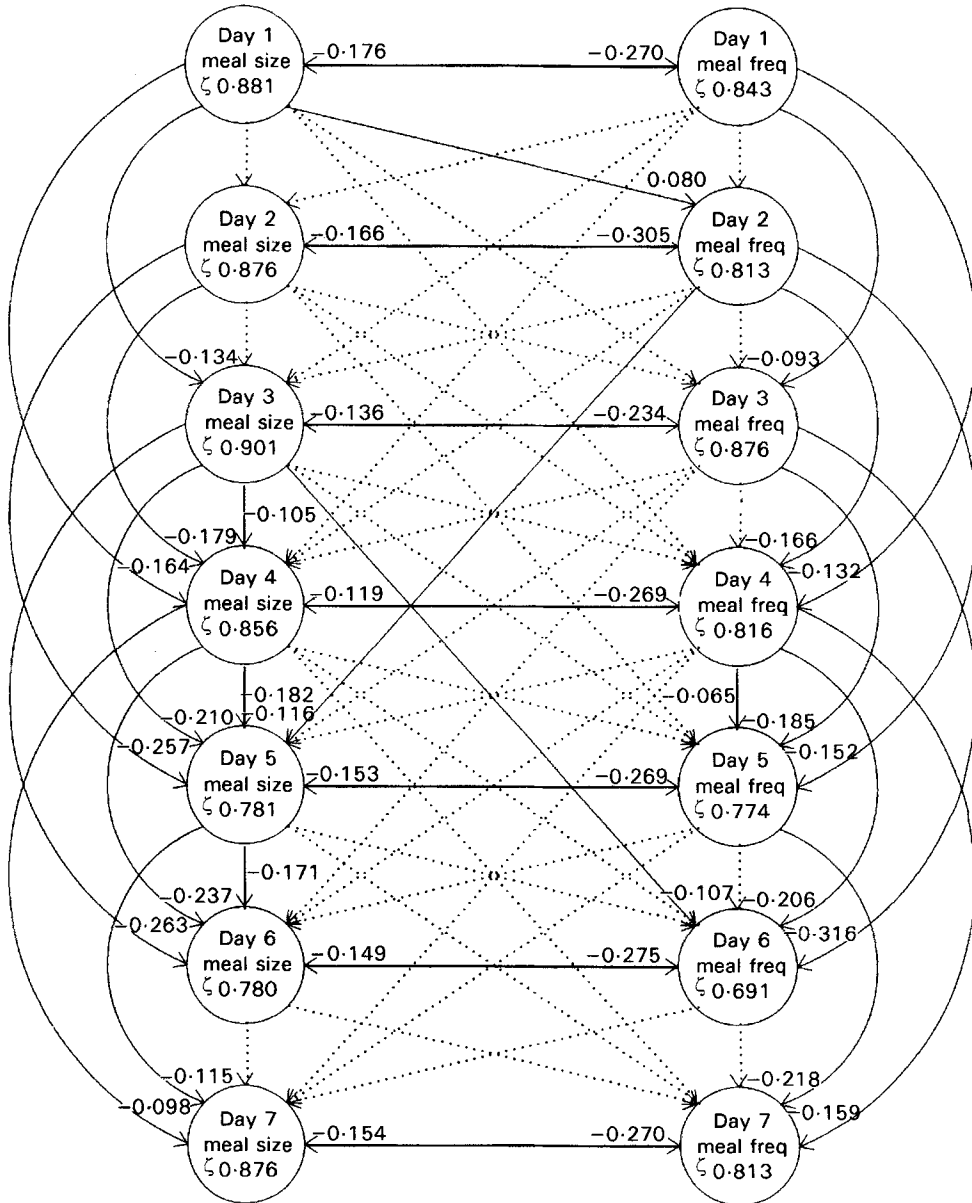 Day 1
meal size
ζ 0·881
−0·176
−0·270
Day 1
meal freq
ζ 0·843
0·080
Day 2
meal size
ζ 0·876
−0·166
−0·305
Day 2
meal freq
ζ 0·813
−0·134
−0·093
Day 3
meal size
ζ 0·901
−0·136
−0·234
Day 3
meal freq
ζ 0·876
−0·105
−0·179
−0·164
−0·166
−0·132
Day 4
meal size
ζ 0·856
−0·119
−0·269
Day 4
meal freq
ζ 0·816
−0·182
−0·210
0·116
−0·257
−0·065
−0·185
−0·152
Day 5
meal size
ζ 0·781
−0·153
−0·269
Day 5
meal freq
ζ 0·774
−0·171
−0·237
−0·263
−0·107
−0·206
−0·316
Day 6
meal size
ζ 0·780
−0·149
−0·275
Day 6
meal freq
ζ 0·691
−0·115
−0·098
−0·218
−0·159
Day 7
meal size
ζ 0·876
−0·154
−0·270
Day 7
meal freq
ζ 0·813